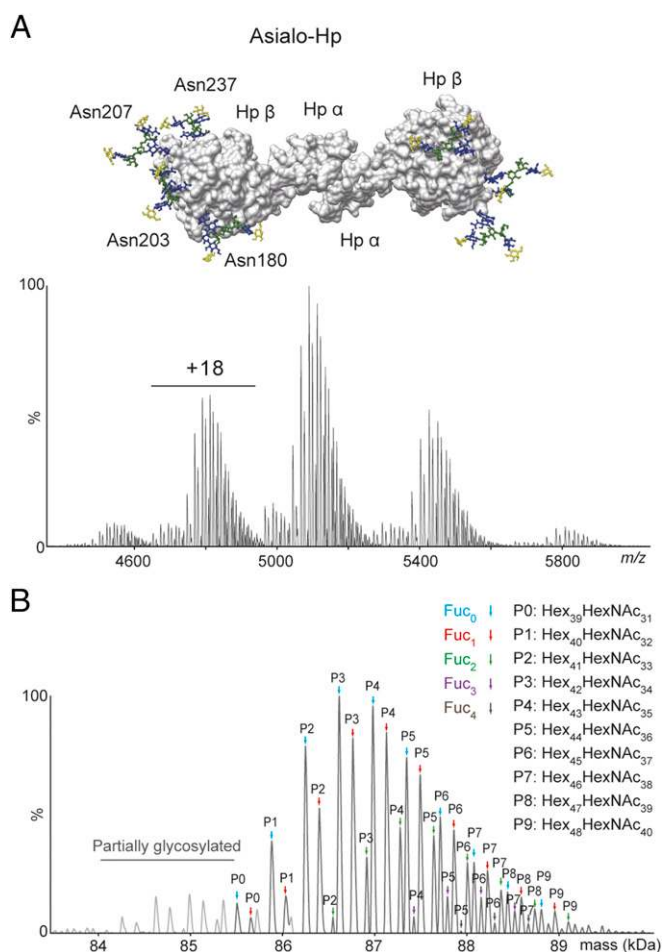 A
Asialo-Hp
Asn237
Asn207
Hp β
Hp α
Hp β
Asn203
Asn180
Hp α
100
+18
%
0
4600
5000
5400
5800
m/z
B
Fuc₀ ↓ P0: Hex₃₉HexNAc₃₁
Fuc₁ ↓ P1: Hex₄₀HexNAc₃₂
Fuc₂ ↓ P2: Hex₄₁HexNAc₃₃
Fuc₃ ↓ P3: Hex₄₂HexNAc₃₄
Fuc₄ ↓ P4: Hex₄₃HexNAc₃₅
P5: Hex₄₄HexNAc₃₆
P6: Hex₄₅HexNAc₃₇
P7: Hex₄₆HexNAc₃₈
P8: Hex₄₇HexNAc₃₉
P9: Hex₄₈HexNAc₄₀
100
%
0
Partially glycosylated
P0
P0
P1
P1
P2
P2
P2
P3
P3
P3
P4
P4
P4
P4
P5
P5
P5
P5
P5
P6
P6
P6
P6
P7
P7
P7
P7
P8
P8
P8
P9
P9
P9
84
85
86
87
88
89
mass (kDa)